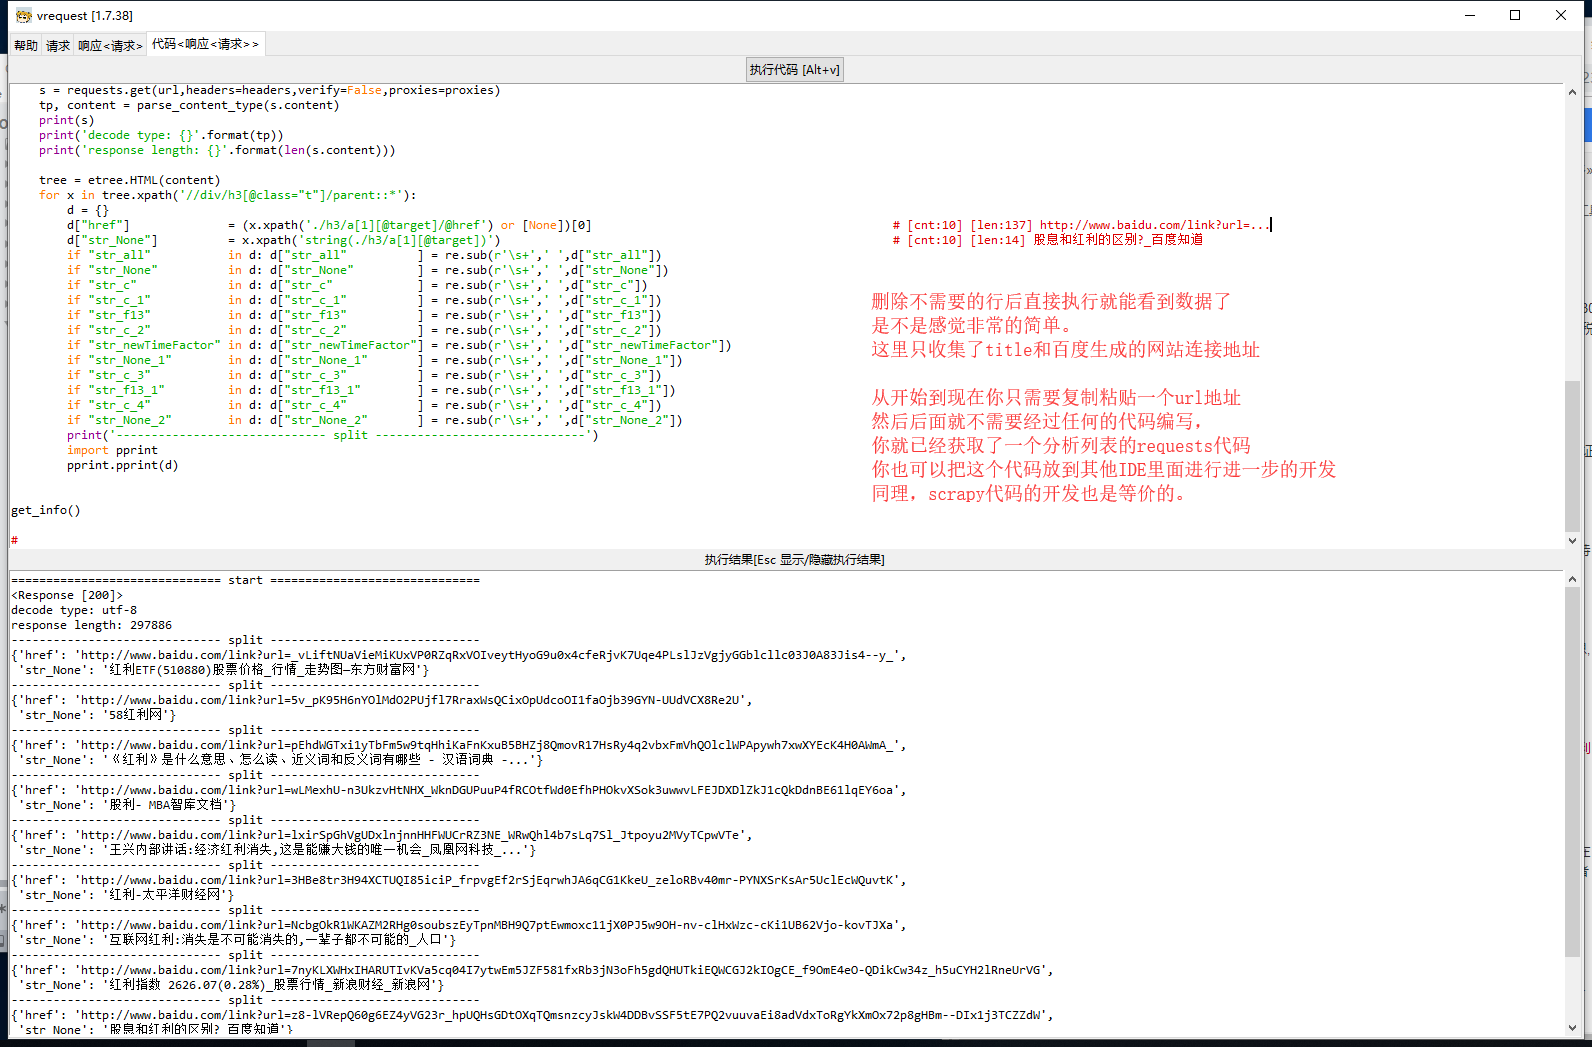 vrequest [1.7.38]
帮助 请求 响应<请求> 代码<响应<请求>>
执行代码 [Alt+v]
s = requests.get(url,headers=headers,verify=False,proxies=proxies)
tp, content = parse_content_type(s.content)
print(s)
print('decode type: {}'.format(tp))
print('response length: {}'.format(len(s.content)))
tree = etree.HTML(content)
for x in tree.xpath('//div/h3[@class="t"]/parent::*'):
d = {}
d["href"] = (x.xpath('./h3/a[1][@target]/@href') or [None])[0] # [cnt:10] [len:137] http://www.baidu.com/link?url=...
d["str_None"] = x.xpath('string(./h3/a[1][@target])') # [cnt:10] [len:14] 股息和红利的区别?_百度知道
if "str_all" in d: d["str_all" ] = re.sub(r'\s+',' ',d["str_all"])
if "str_None" in d: d["str_None" ] = re.sub(r'\s+',' ',d["str_None"])
if "str_c" in d: d["str_c" ] = re.sub(r'\s+',' ',d["str_c"])
if "str_c_1" in d: d["str_c_1" ] = re.sub(r'\s+',' ',d["str_c_1"])
if "str_f13" in d: d["str_f13" ] = re.sub(r'\s+',' ',d["str_f13"])
if "str_c_2" in d: d["str_c_2" ] = re.sub(r'\s+',' ',d["str_c_2"])
if "str_newTimeFactor" in d: d["str_newTimeFactor"] = re.sub(r'\s+',' ',d["str_newTimeFactor"])
if "str_None_1" in d: d["str_None_1" ] = re.sub(r'\s+',' ',d["str_None_1"])
if "str_c_3" in d: d["str_c_3" ] = re.sub(r'\s+',' ',d["str_c_3"])
if "str_f13_1" in d: d["str_f13_1" ] = re.sub(r'\s+',' ',d["str_f13_1"])
if "str_c_4" in d: d["str_c_4" ] = re.sub(r'\s+',' ',d["str_c_4"])
if "str_None_2" in d: d["str_None_2" ] = re.sub(r'\s+',' ',d["str_None_2"])
print('------------------------------ split ------------------------------')
import pprint
pprint.pprint(d)
get_info()
#
删除不需要的行后直接执行就能看到数据了
是不是感觉非常的简单。
这里只收集了title和百度生成的网站连接地址
从开始到现在你只需要复制粘贴一个url地址
然后后面就不需要经过任何的代码编写，
你就已经获取了一个分析列表的requests代码
你也可以把这个代码放到其他IDE里面进行进一步的开发
同理，scrapy代码的开发也是等价的。
执行结果[Esc 显示/隐藏执行结果]
============================== start ==============================
<Response [200]>
decode type: utf-8
response length: 297886
------------------------------ split ------------------------------
{'href': 'http://www.baidu.com/link?url=_vLiftNUaVieMiKUxVP0RZqRxVOIveytHyoG9u0x4cfeRjvK7Uqe4PLslJzVgjyGGblcllc03J0A83Jis4--y_',
'str_None': '红利ETF(510880)股票价格_行情_走势图—东方财富网'}
------------------------------ split ------------------------------
{'href': 'http://www.baidu.com/link?url=5v_pK95H6nYOlMdO2PUjfl7RraxWsQCixOpUdcoOI1faOjb39GYN-UUdVCX8Re2U',
'str_None': '58红利网'}
------------------------------ split ------------------------------
{'href': 'http://www.baidu.com/link?url=pEhdWGTxi1yTbFm5w9tqHhiKaFnKxuB5BHZj8QmovR17HsRy4q2vbxFmVhQOlclWPApywh7xwXYEcK4H0AWmA_',
'str_None': '《红利》是什么意思、怎么读、近义词和反义词有哪些 - 汉语词典 -...'}
------------------------------ split ------------------------------
{'href': 'http://www.baidu.com/link?url=wLMexhU-n3UkzvHtNHX_WknDGUPuuP4fRCOtfWd0EfhPHOkvXSok3uwwvLFEJDXDlZkJ1cQkDdnBE61lqEY6oa',
'str_None': '股利- MBA智库文档'}
------------------------------ split ------------------------------
{'href': 'http://www.baidu.com/link?url=lxirSpGhVgUDxlnjnnHHFWUCrRZ3NE_WRwQhl4b7sLq7Sl_Jtpoyu2MVyTCpwVTe',
'str_None': '王兴内部讲话:经济红利消失,这是能赚大钱的唯一机会_凤凰网科技_...'}
------------------------------ split ------------------------------
{'href': 'http://www.baidu.com/link?url=3HBe8tr3H94XCTUQI85iciP_frpvgEf2rSjEqrwhJA6qCG1KkeU_zeloRBv40mr-PYNXSrKsAr5UclEcWQuvtK',
'str_None': '红利-太平洋财经网'}
------------------------------ split ------------------------------
{'href': 'http://www.baidu.com/link?url=NcbgOkR1WKAZM2RHg0soubszEyTpnMBH9Q7ptEwmoxc11jX0PJ5w9OH-nv-clHxWzc-cKi1UB62Vjo-kovTJXa',
'str_None': '互联网红利:消失是不可能消失的,一辈子都不可能的_人口'}
------------------------------ split ------------------------------
{'href': 'http://www.baidu.com/link?url=7nyKLXWHxIHARUTIvKVa5cq04I7ytwEm5JZF581fxRb3jN3oFh5gdQHUTkiEQWCGJ2kIOgCE_f9OmE4eO-QDikCw34z_h5uCYH2lRneUrVG',
'str_None': '红利指数 2626.07(0.28%)_股票行情_新浪财经_新浪网'}
------------------------------ split ------------------------------
{'href': 'http://www.baidu.com/link?url=z8-lVRepQ60g6EZ4yVG23r_hpUQHsGDtOXqTQmsnzcyJskW4DDBvSSF5tE7PQ2vuuvaEi8adVdxToRgYkXmOx72p8gHBm--DIx1j3TCZZdW',
'str_None': '股息和红利的区别?_百度知道'}